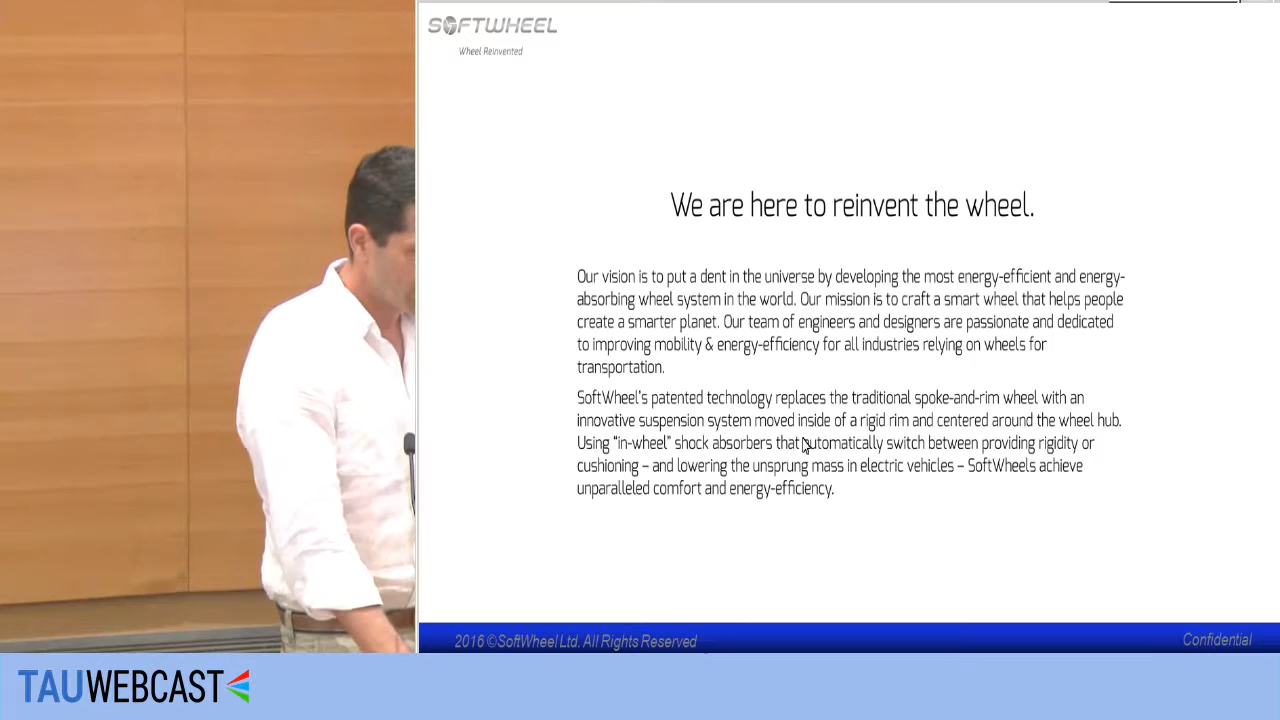 SOFTWHEEL
Wheel Reinvented
We are here to reinvent the wheel.
Our vision is to put a dent in the universe by developing the most energy-efficient and energy-
absorbing wheel system in the world. Our mission is to craft a smart wheel that helps people
create a smarter planet. Our team of engineers and designers are passionate and dedicated
to improving mobility & energy-efficiency for all industries relying on wheels for
transportation.
SoftWheel's patented technology replaces the traditional spoke-and-rim wheel with an
innovative suspension system moved inside of a rigid rim and centered around the wheel hub.
Using “in-wheel” shock absorbers that automatically switch between providing rigidity or
cushioning – and lowering the unsprung mass in electric vehicles – SoftWheels achieve
unparalleled comfort and energy-efficiency.
2016 ©SoftWheel Ltd. All Rights Reserved
Confidential
TAUWEBCAST